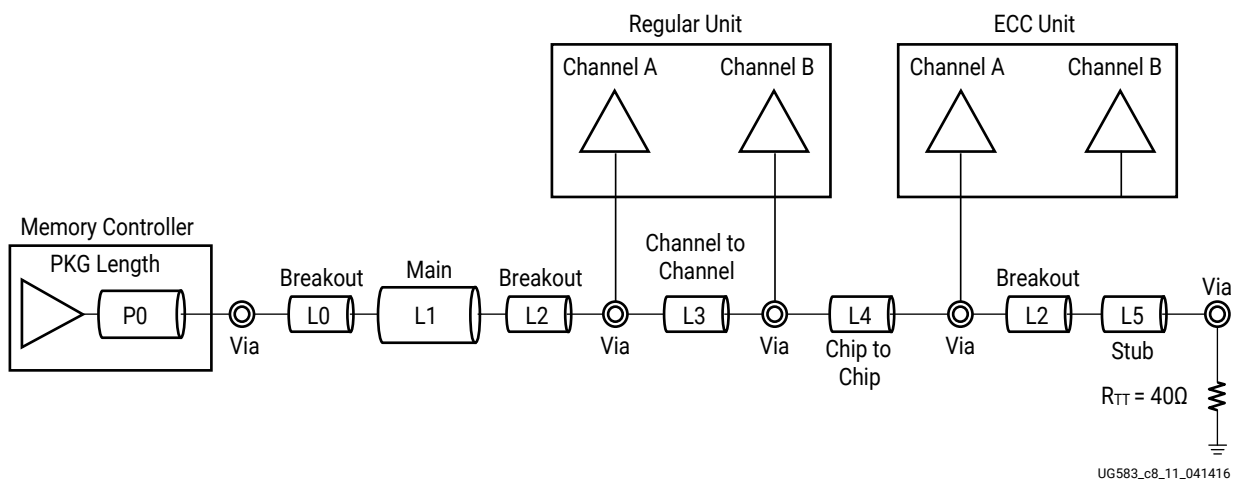 Regular Unit
ECC Unit
Channel A
Channel B
Channel A
Channel B
Memory Controller
PKG Length
P0
Via
Breakout
L0
Main
L1
Breakout
L2
Via
Channel to
Channel
L3
Via
L4
Chip to
Chip
Via
Breakout
L2
L5
Stub
Via
RTT = 40Ω
UG583_c8_11_041416